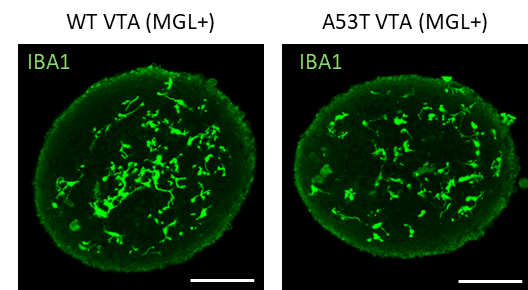 WT VTA (MGL+)
A53T VTA (MGL+)
IBA1
IBA1